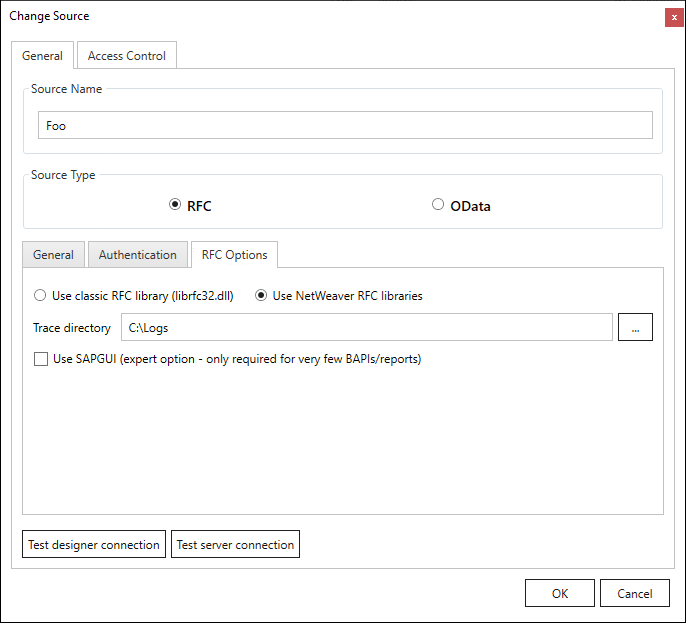 Change Source
x
General Access Control
Source Name
Foo
Source Type
RFC OData
General Authentication RFC Options
Use classic RFC library (librfc32.dll) Use NetWeaver RFC libraries
Trace directory C:\Logs ...
Use SAPGUI (expert option - only required for very few BAPIs/reports)
Test designer connection Test server connection
OK Cancel